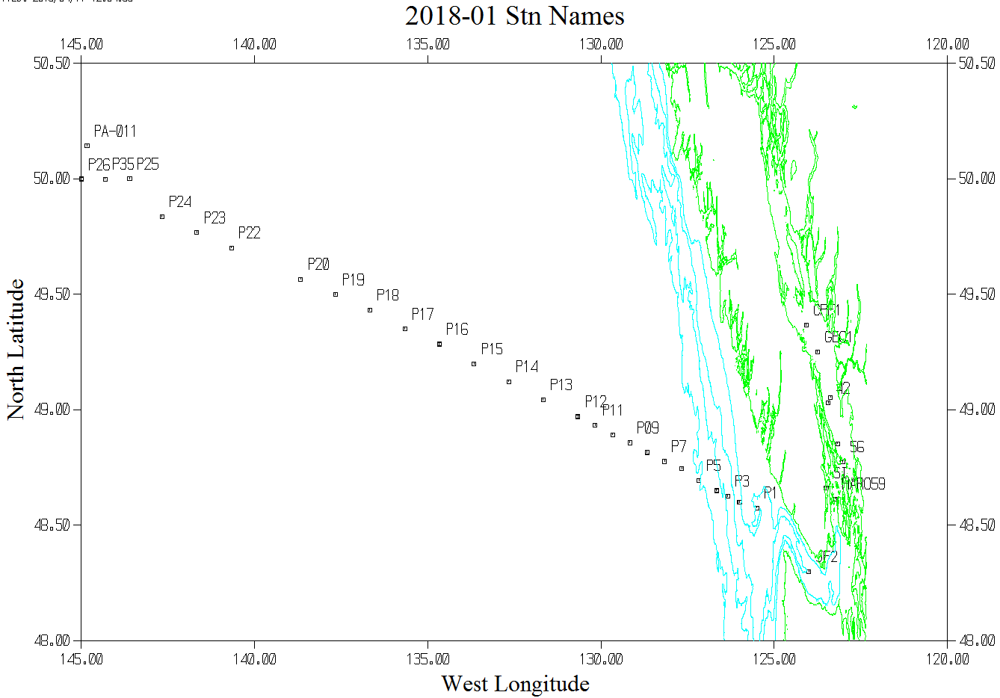 2018-01 Stn Names
145.00 140.00 135.00 130.00 125.00 120.00
50.50 50.50
PA-011
P26 P35 P25
50.00 50.00
P24
P23
P22
P20
P19
49.50 49.50
P18
P17
P16
P15
P14
P13
P12
P11
49.00 49.00
P09
P7
56
P5
P3
HARO59
P1
48.50 48.50
48.00 48.00
145.00 140.00 135.00 130.00 125.00 120.00
North Latitude
West Longitude